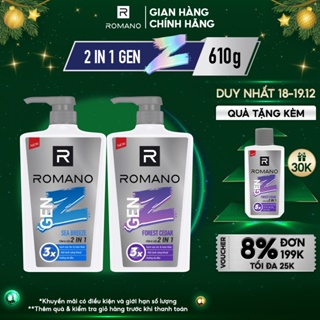 R
ROMANO
GIAN HÀNG
CHÍNH HÃNG
2 IN 1 GEN Z 610g
DUY NHẤT 18-19.12
QUÀ TẶNG KÈM
30K
R
ROMANO
GEN Z
SEA BREEZE
2 IN 1
3X
R
ROMANO
GEN Z
FOREST CEDAR
2 IN 1
3X
VOUCHER
8% ĐƠN 199K
TỐI ĐA 25K
*Khuyến mãi có điều kiện và giới hạn số lượng
**Thêm quà & kiểm tra giỏ hàng trước khi thanh toán